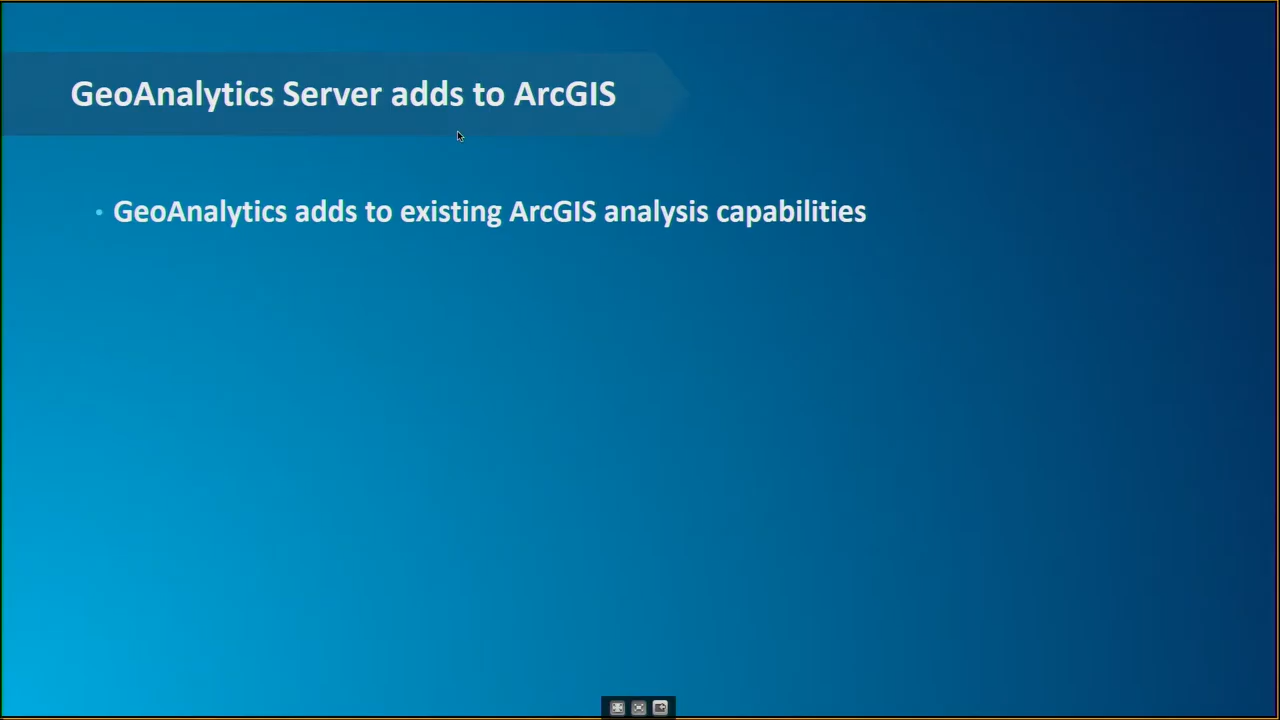 GeoAnalytics Server adds to ArcGIS
• GeoAnalytics adds to existing ArcGIS analysis capabilities